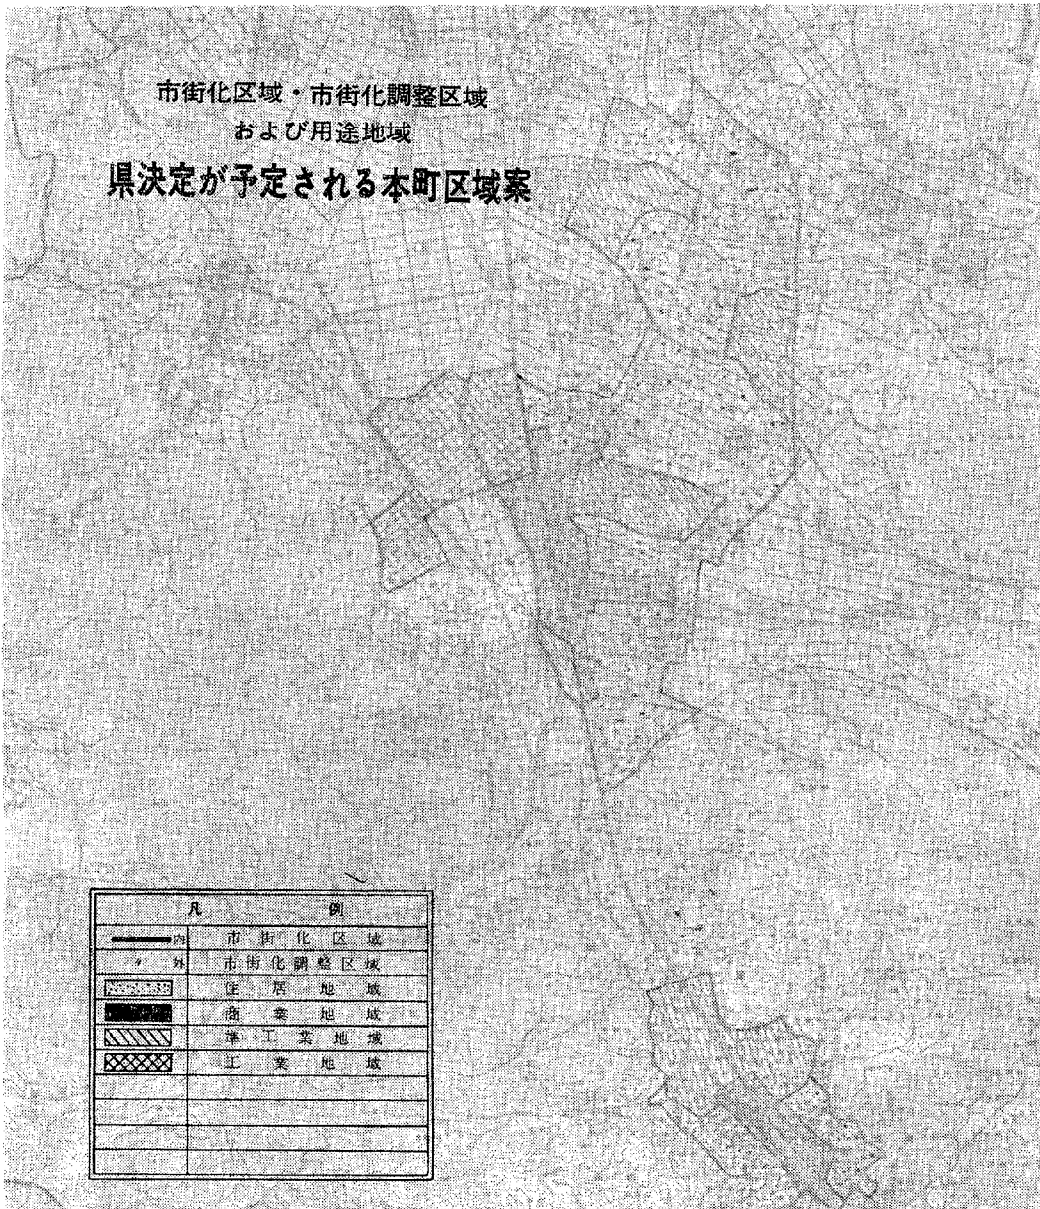 市街化区域・市街化調整区域
および用途地域
県決定が予定される本町区域案
凡例
内 市街化区域
〃 外 市街化調整区域
住居地域
商業地域
準工業地域
工業地域